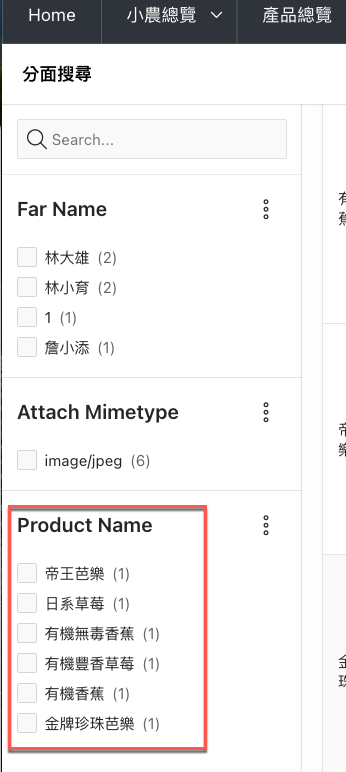 Home 小農總覽 產品總覽
分面搜尋
Search...
Far Name
林大雄 (2)
林小育 (2)
1 (1)
詹小添 (1)
Attach Mimetype
image/jpeg (6)
Product Name
帝王芭樂 (1)
日系草莓 (1)
有機無毒香蕉 (1)
有機豐香草莓 (1)
有機香蕉 (1)
金牌珍珠芭樂 (1)